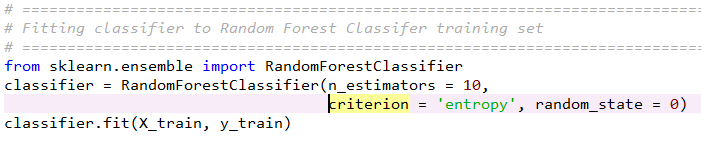 # ==============================================================================
# Fitting classifier to Random Forest Classifer training set
# ==============================================================================
from sklearn.ensemble import RandomForestClassifier
classifier = RandomForestClassifier(n_estimators = 10,
criterion = 'entropy', random_state = 0)
classifier.fit(X_train, y_train)